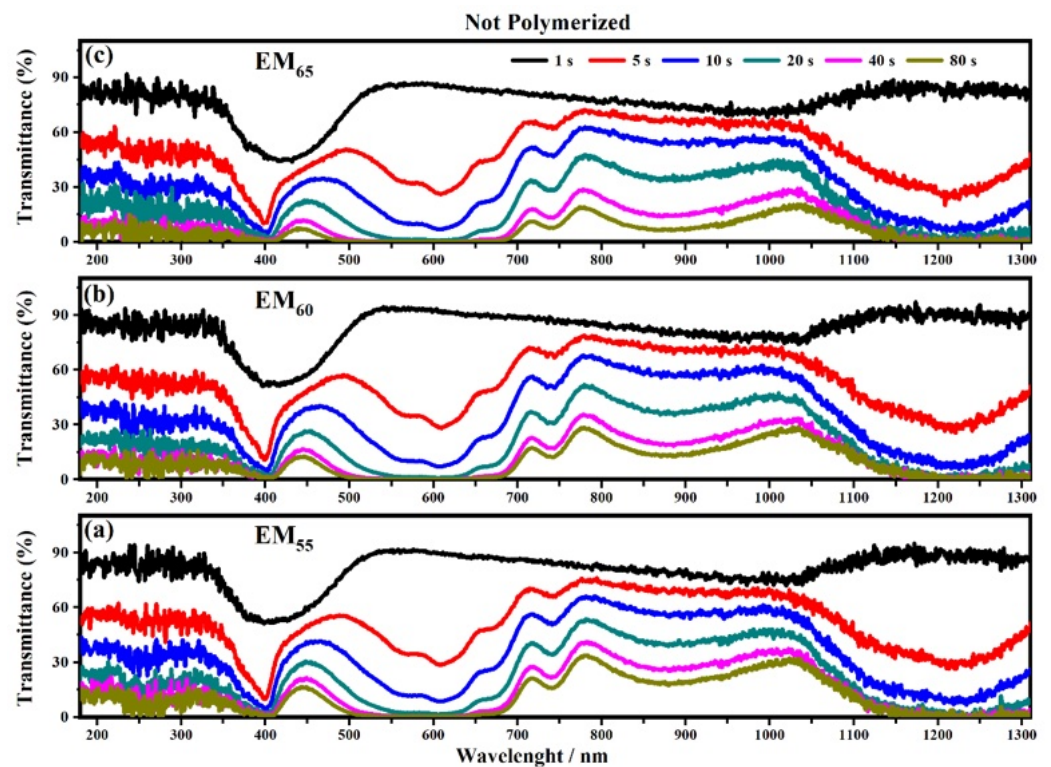 Not Polymerized
(c) EM65 1 s 5 s 10 s 20 s 40 s 80 s
Transmittance (%)
90
60
30
0
200 300 400 500 600 700 800 900 1000 1100 1200 1300
(b) EM60
Transmittance (%)
90
60
30
0
200 300 400 500 600 700 800 900 1000 1100 1200 1300
(a) EM55
Transmittance (%)
90
60
30
0
200 300 400 500 600 700 800 900 1000 1100 1200 1300
Wavelenght / nm